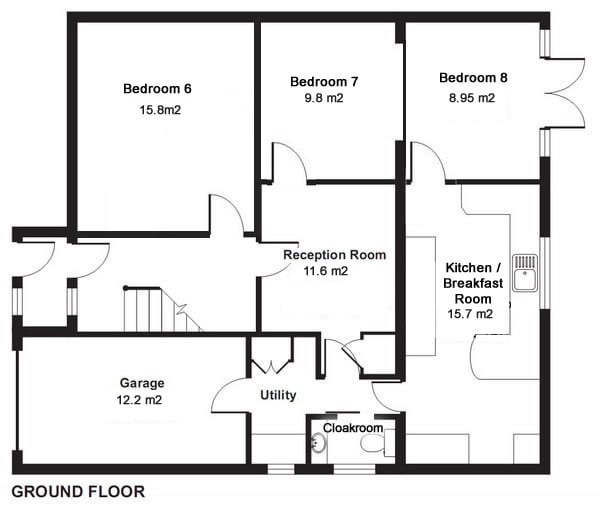 Bedroom 6
15.8m2
Bedroom 7
9.8 m2
Bedroom 8
8.95 m2
Reception Room
11.6 m2
Kitchen /
Breakfast
Room
15.7 m2
Garage
12.2 m2
Utility
Cloakroom
GROUND FLOOR